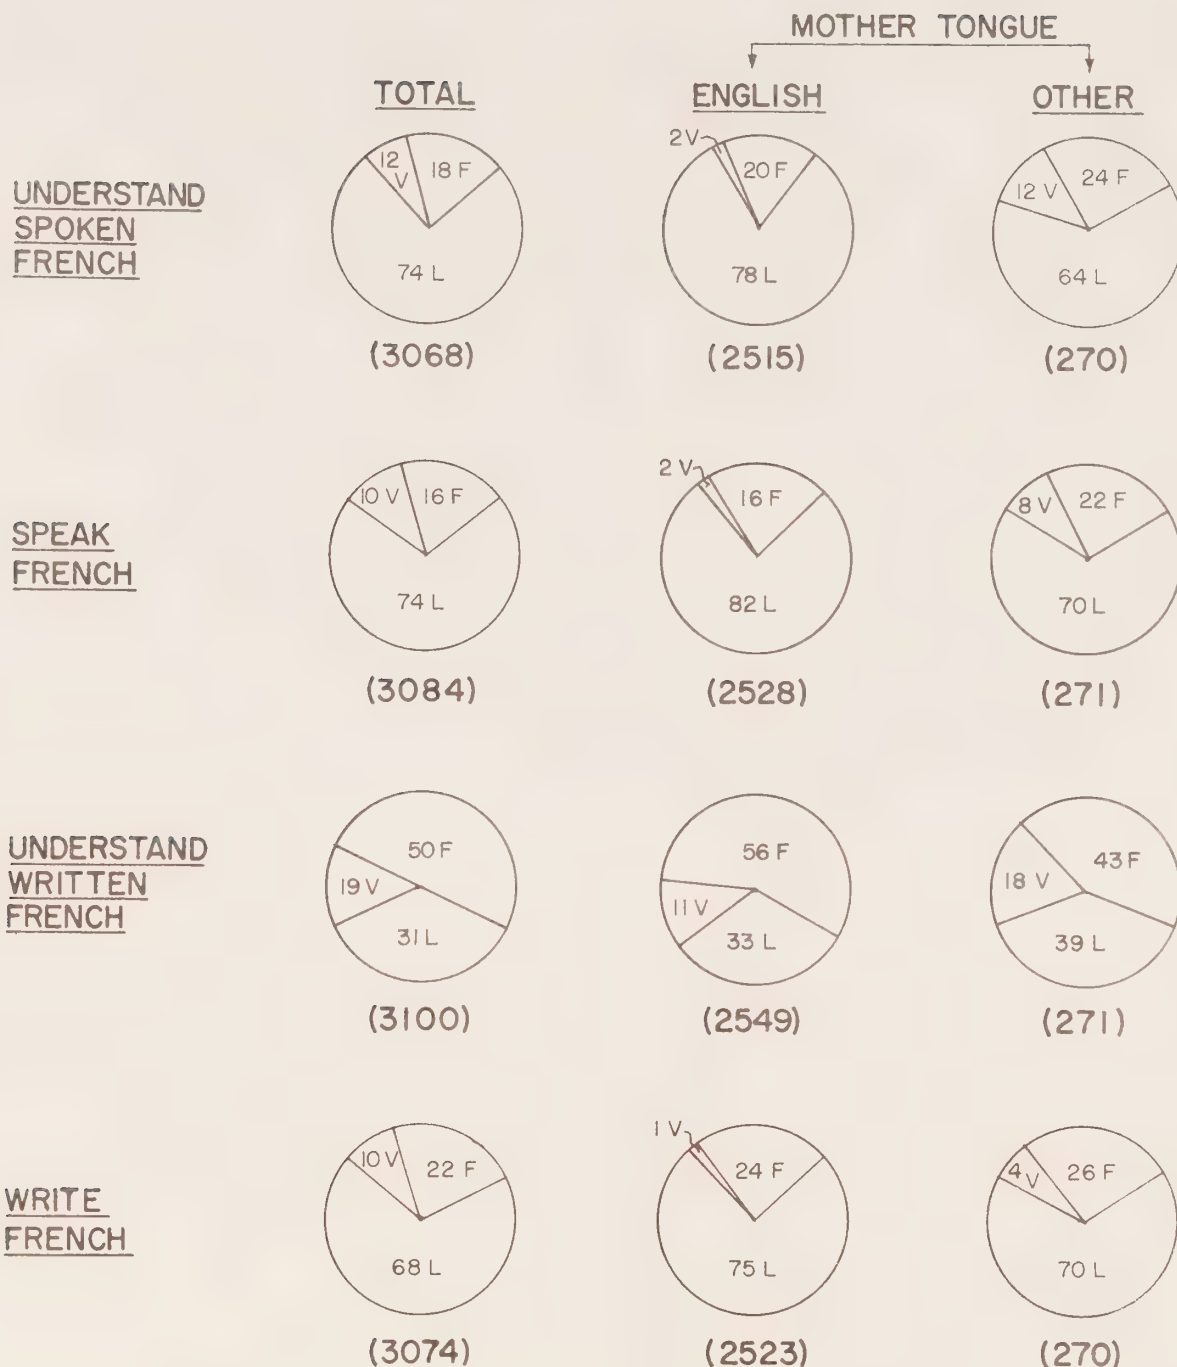 MOTHER TONGUE
TOTAL ENGLISH OTHER
UNDERSTAND
SPOKEN
FRENCH
12 V 18 F 74 L
(3068)
2 V 20 F 78 L
(2515)
12 V 24 F 64 L
(270)
SPEAK
FRENCH
10 V 16 F 74 L
(3084)
2 V 16 F 82 L
(2528)
8 V 22 F 70 L
(271)
UNDERSTAND
WRITTEN
FRENCH
50 F 19 V 31 L
(3100)
56 F 11 V 33 L
(2549)
43 F 18 V 39 L
(271)
WRITE
FRENCH
10 V 22 F 68 L
(3074)
1 V 24 F 75 L
(2523)
4 V 26 F 70 L
(270)